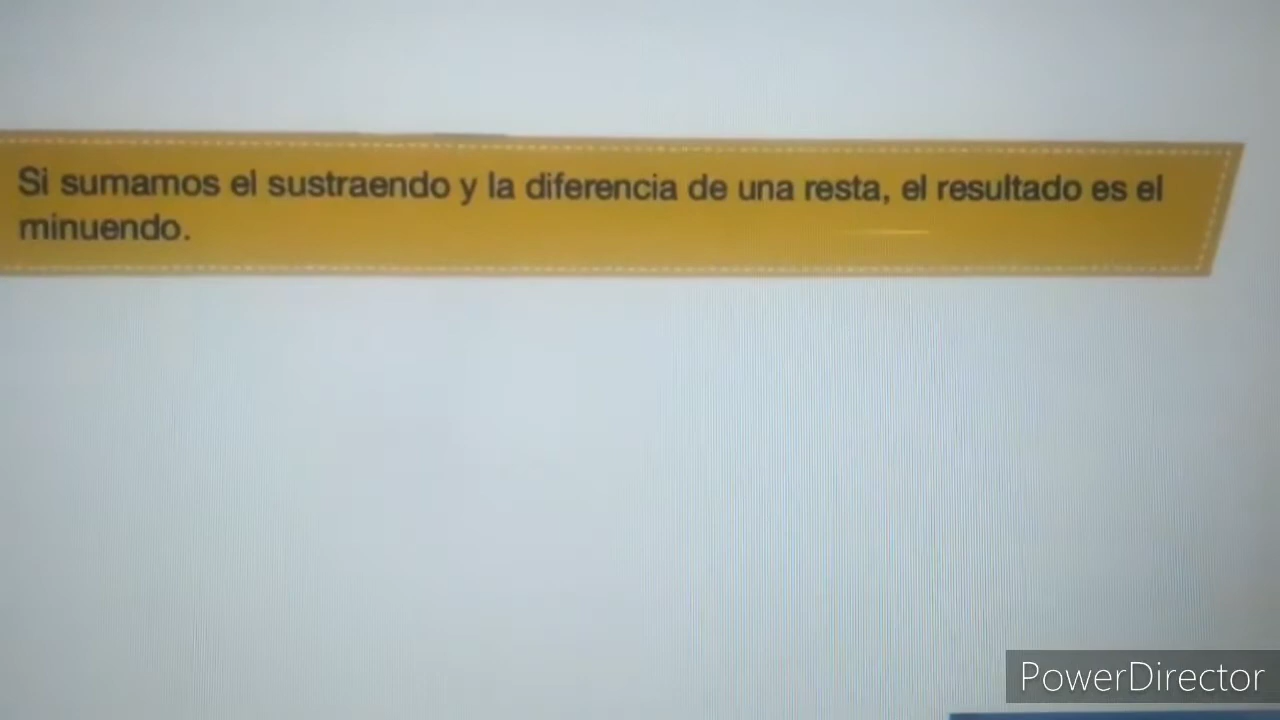 Si sumamos el sustraendo y la diferencia de una resta, el resultado es el
minuendo.
PowerDirector